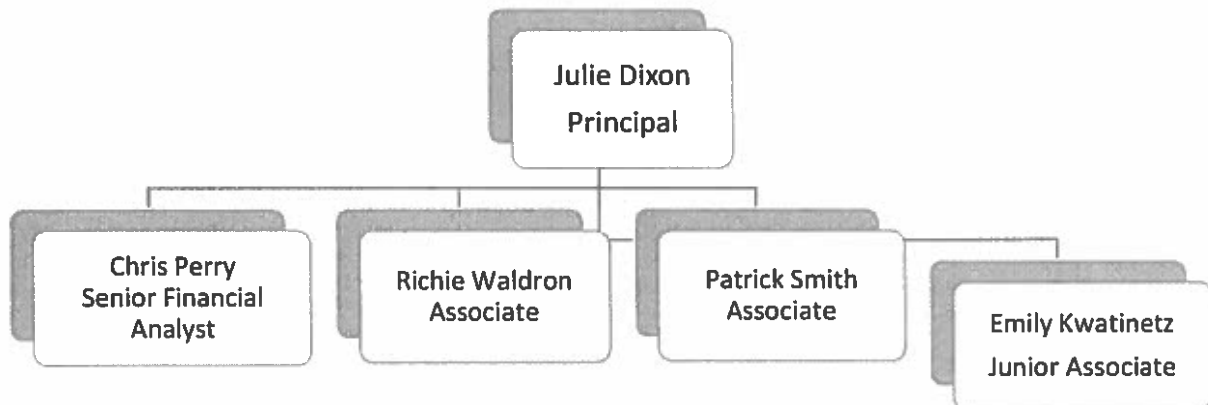 Julie Dixon
Principal
Chris Perry
Senior Financial
Analyst
Richie Waldron
Associate
Patrick Smith
Associate
Emily Kwatinetz
Junior Associate